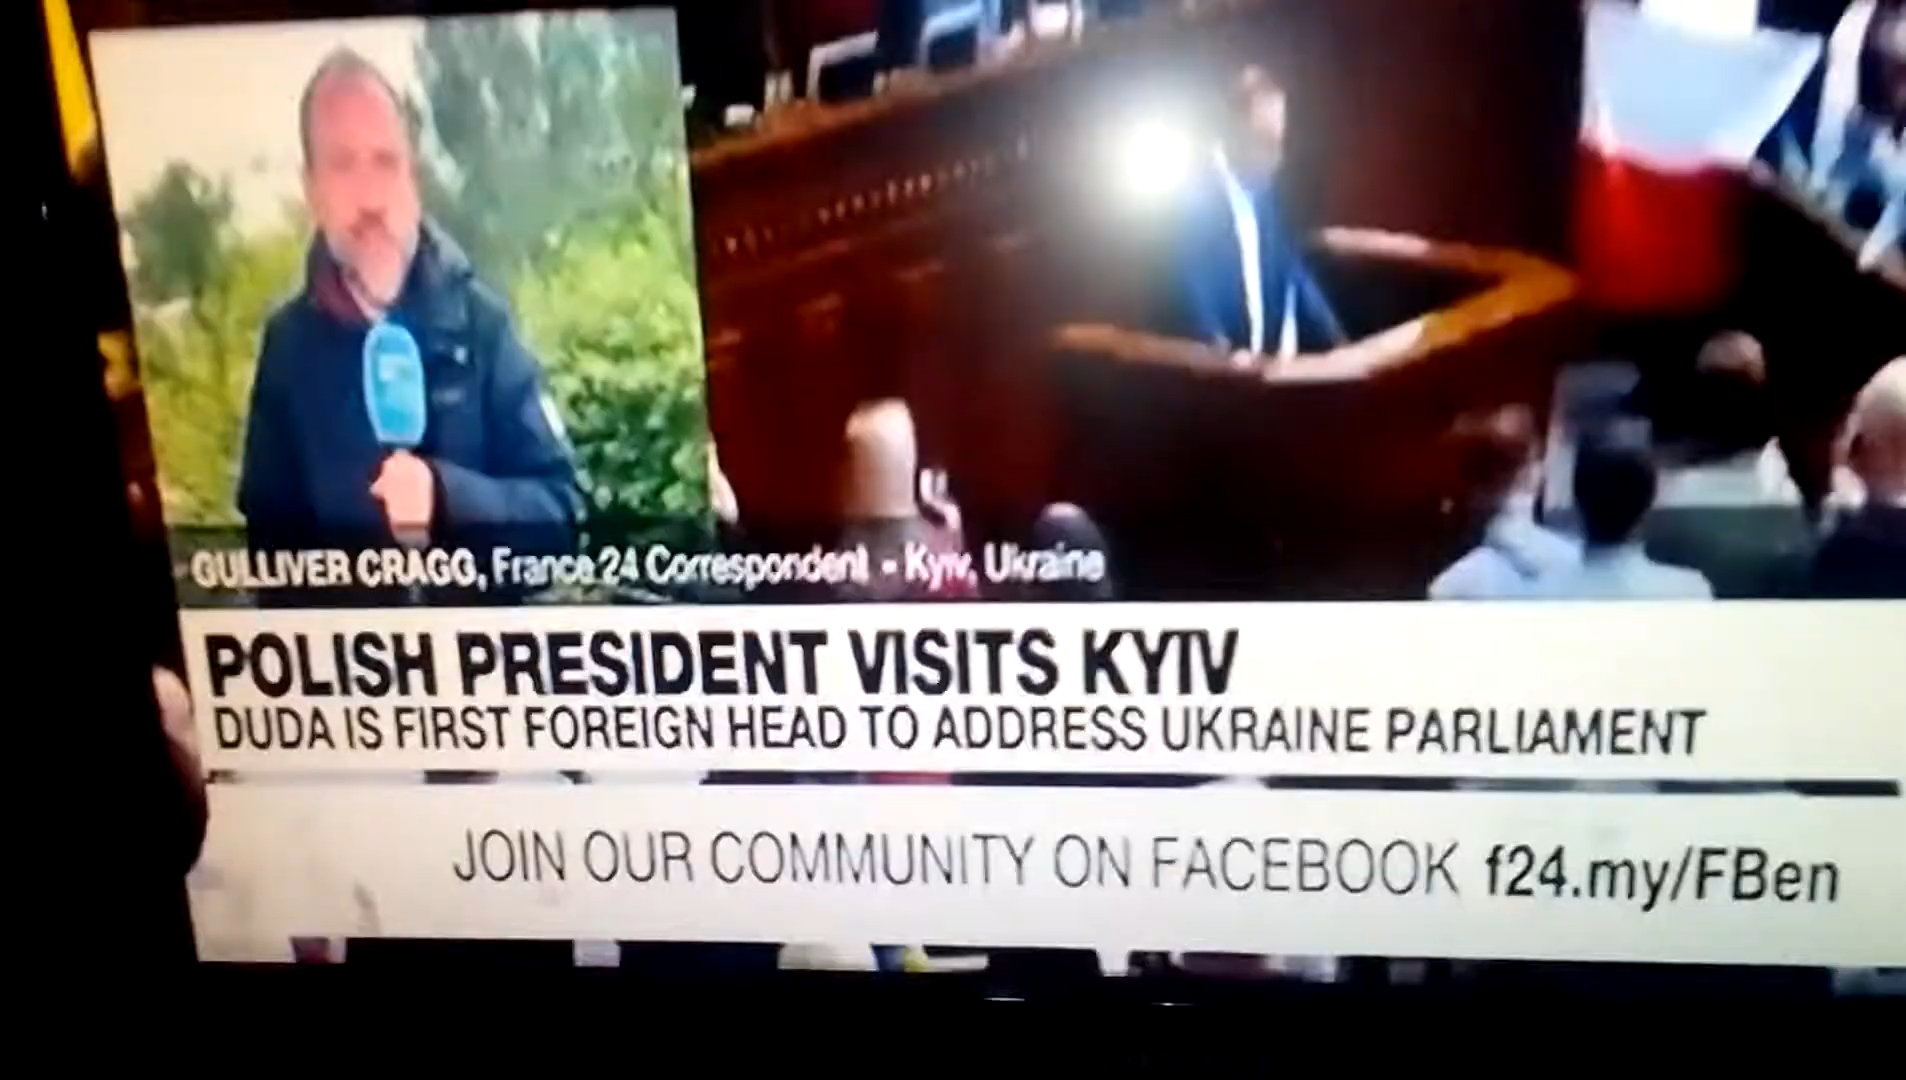 GULLIVER CRAGG, France 24 Correspondent - Kyiv, Ukraine
POLISH PRESIDENT VISITS KYIV
DUDA IS FIRST FOREIGN HEAD TO ADDRESS UKRAINE PARLIAMENT
JOIN OUR COMMUNITY ON FACEBOOK f24.my/FBen